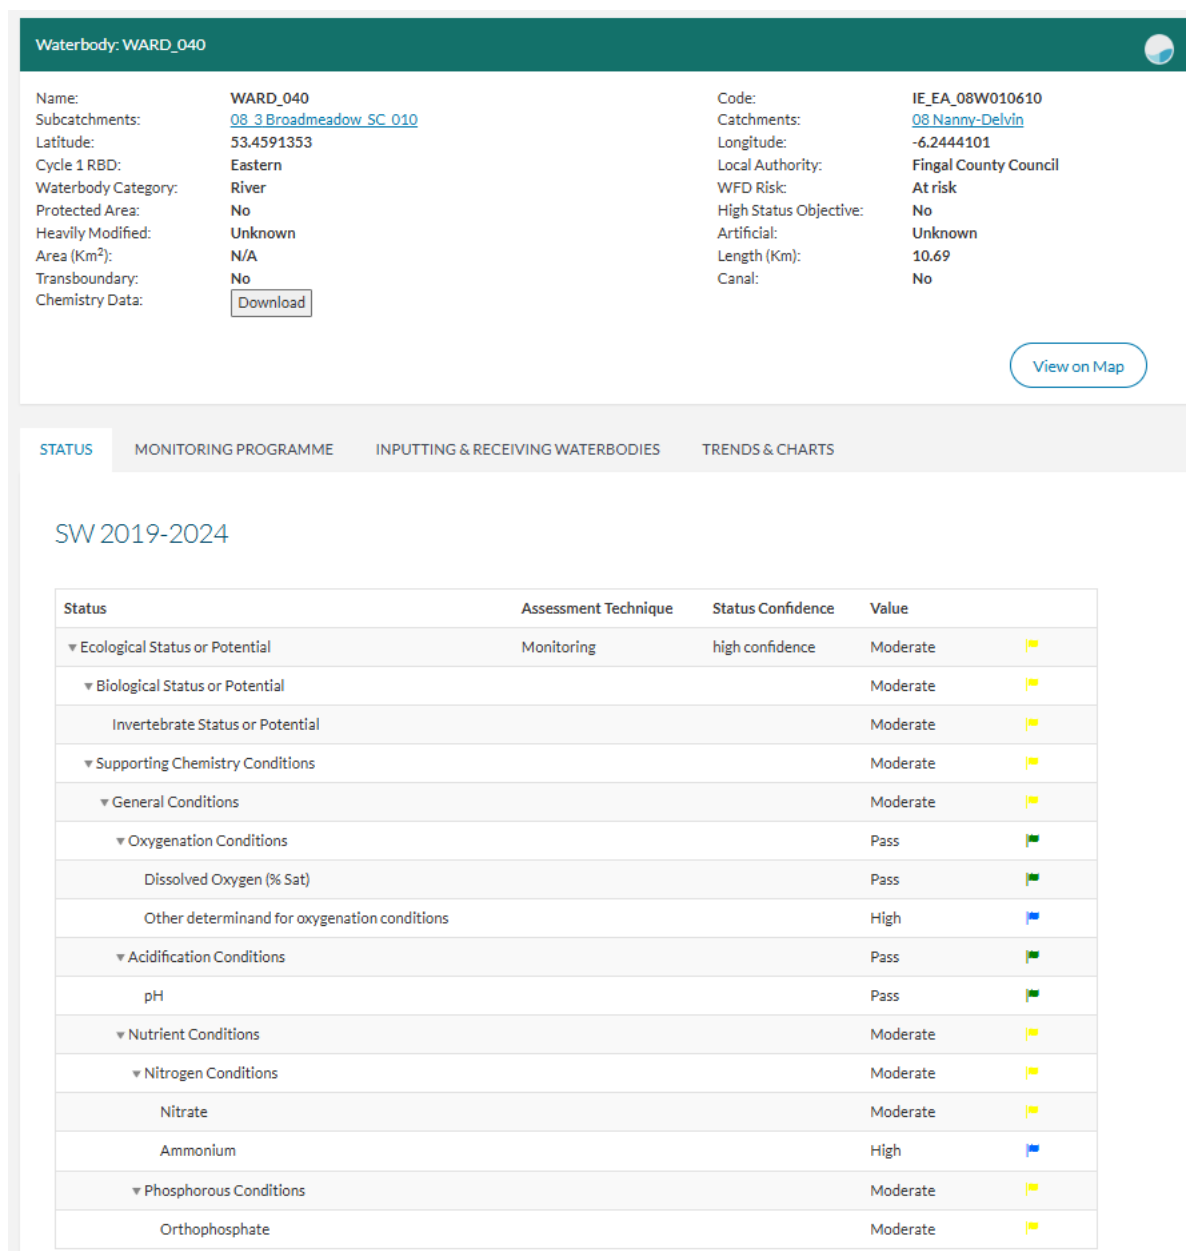 Waterbody: WARD_040
Name: WARD_040 Code: IE_EA_08W010610
Subcatchments: 08_3 Broadmeadow_SC_010 Catchments: 08 Nanny-Delvin
Latitude: 53.4591353 Longitude: -6.2444101
Cycle 1 RBD: Eastern Local Authority: Fingal County Council
Waterbody Category: River WFD Risk: At risk
Protected Area: No High Status Objective: No
Heavily Modified: Unknown Artificial: Unknown
Area (Km²): N/A Length (Km): 10.69
Transboundary: No Canal: No
Chemistry Data: Download
View on Map
STATUS MONITORING PROGRAMME INPUTTING & RECEIVING WATERBODIES TRENDS & CHARTS
SW 2019-2024
Status Assessment Technique Status Confidence Value
Ecological Status or Potential Monitoring high confidence Moderate
Biological Status or Potential Moderate
Invertebrate Status or Potential Moderate
Supporting Chemistry Conditions Moderate
General Conditions Moderate
Oxygenation Conditions Pass
Dissolved Oxygen (% Sat) Pass
Other determinand for oxygenation conditions High
Acidification Conditions Pass
pH Pass
Nutrient Conditions Moderate
Nitrogen Conditions Moderate
Nitrate Moderate
Ammonium High
Phosphorous Conditions Moderate
Orthophosphate Moderate